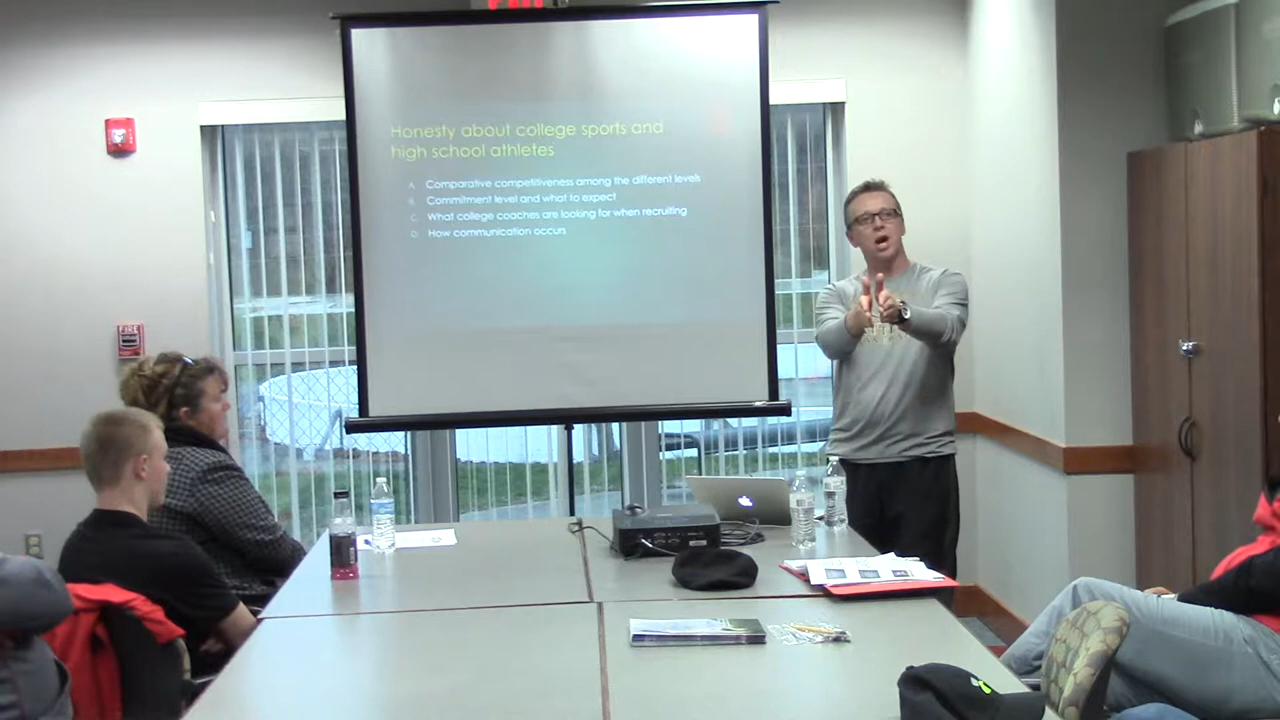 Honesty about college sports and
high school athletes
A. Comparative competitiveness among the different levels
B. Commitment level and what to expect
C. What college coaches are looking for when recruiting
D. How communication occurs
FIRE